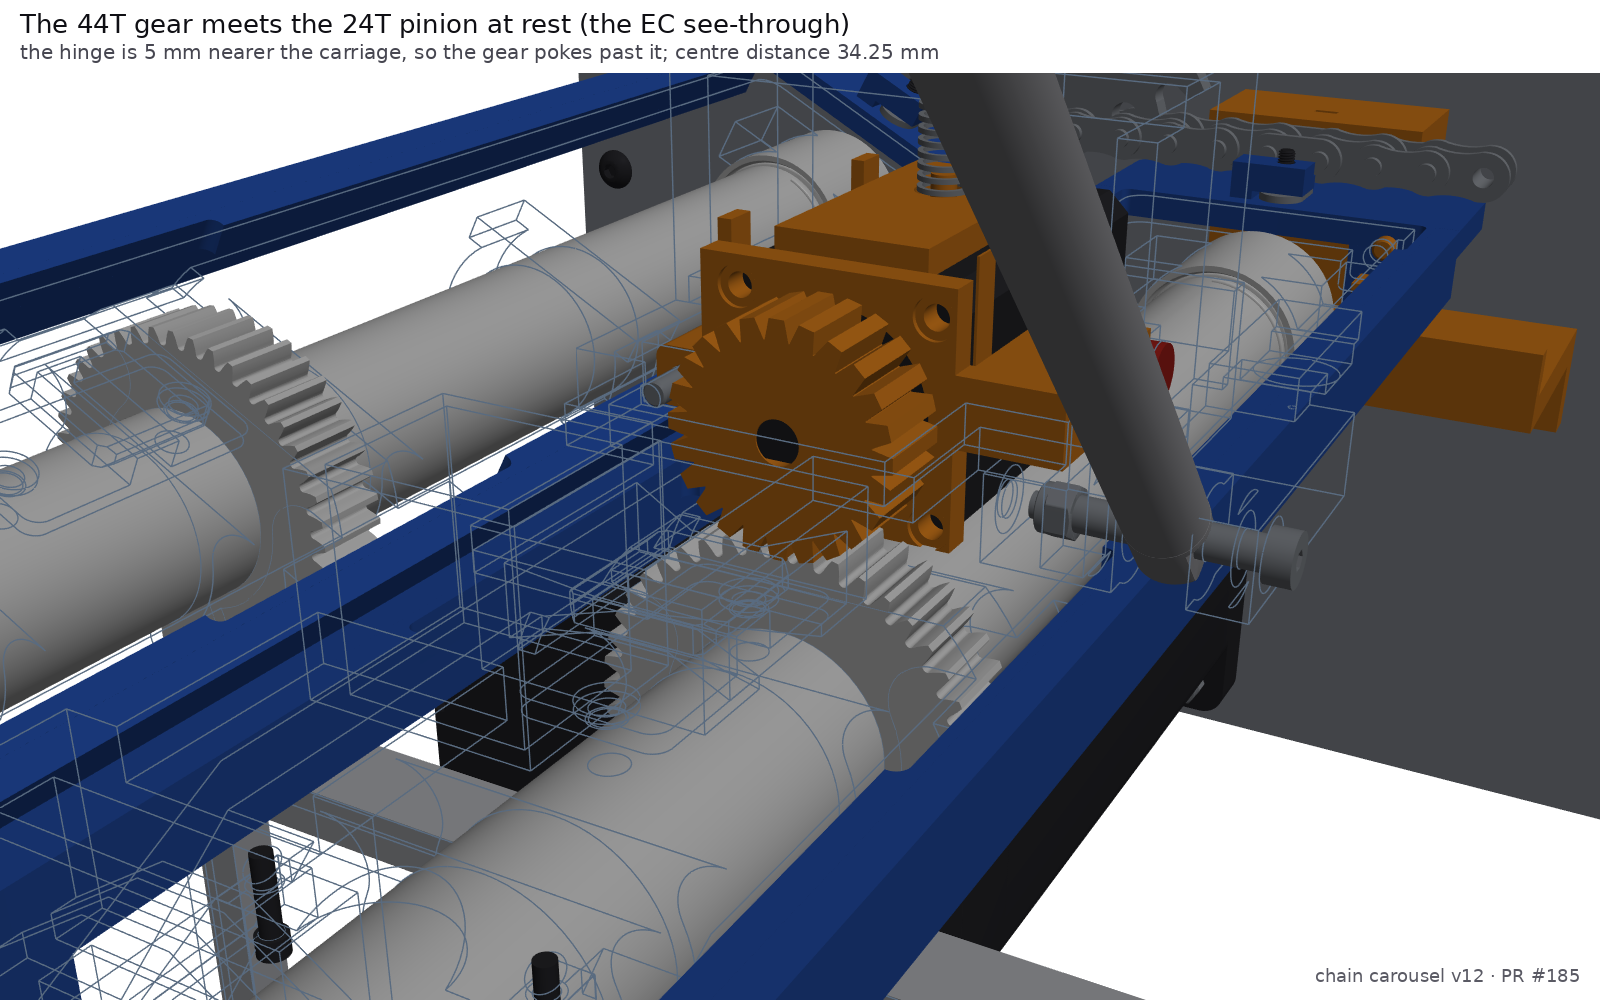 The 44T gear meets the 24T pinion at rest (the EC see-through)
the hinge is 5 mm nearer the carriage, so the gear pokes past it; centre distance 34.25 mm
chain carousel v12 · PR #185